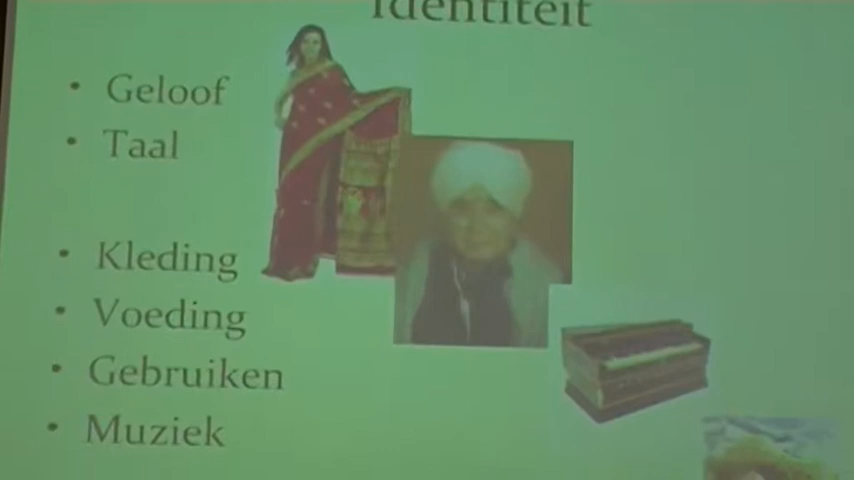 Identiteit
• Geloof
• Taal
• Kleding
• Voeding
• Gebruiken
• Muziek